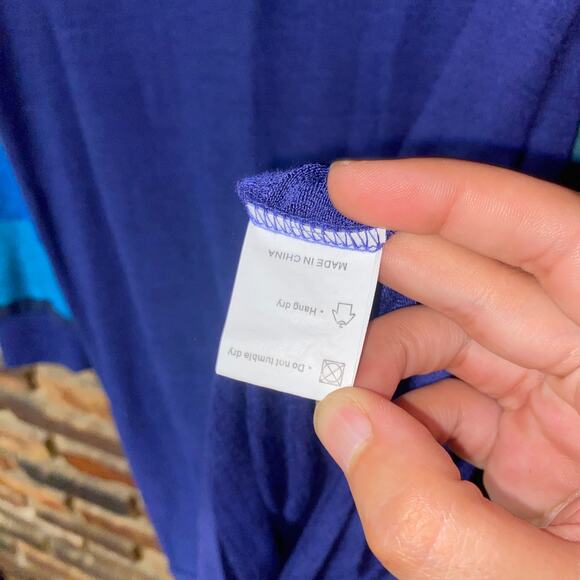 • Do not tumble dry
• Hang dry
MADE IN CHINA